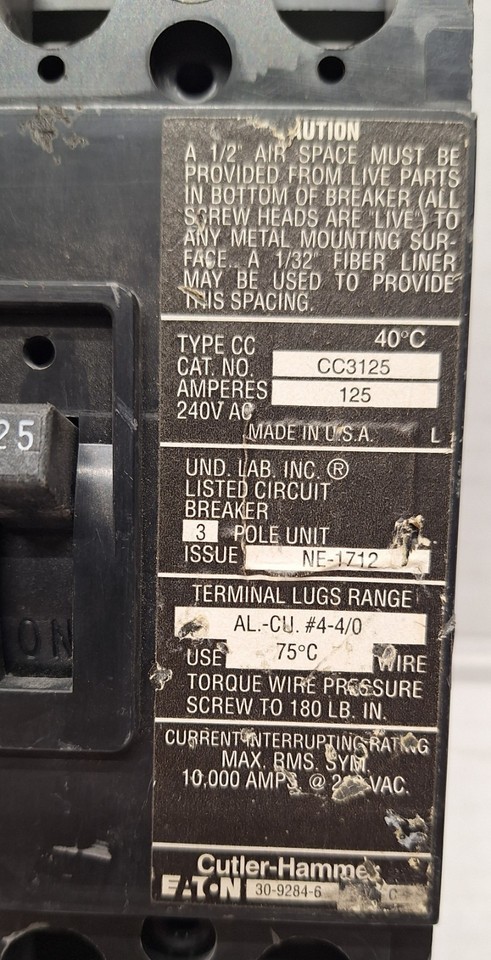 CAUTION
A 1/2" AIR SPACE MUST BE
PROVIDED FROM LIVE PARTS
IN BOTTOM OF BREAKER (ALL
SCREW HEADS ARE "LIVE") TO
ANY METAL MOUNTING SUR-
FACE. A 1/32" FIBER LINER
MAY BE USED TO PROVIDE
THIS SPACING.
40°C
TYPE CC
CAT. NO. CC3125
AMPERES 125
240V AC
MADE IN U.S.A. L
25
UND. LAB. INC. ®
LISTED CIRCUIT
BREAKER
3 POLE UNIT
ISSUE NE-1712
TERMINAL LUGS RANGE
AL.-CU. #4-4/0
USE 75°C WIRE
ON
TORQUE WIRE PRESSURE
SCREW TO 180 LB. IN.
CURRENT INTERRUPTING RATING
MAX. RMS. SYM.
10,000 AMPS. @ VAC.
Cutler-Hammer
EATON 30-9284-6 C